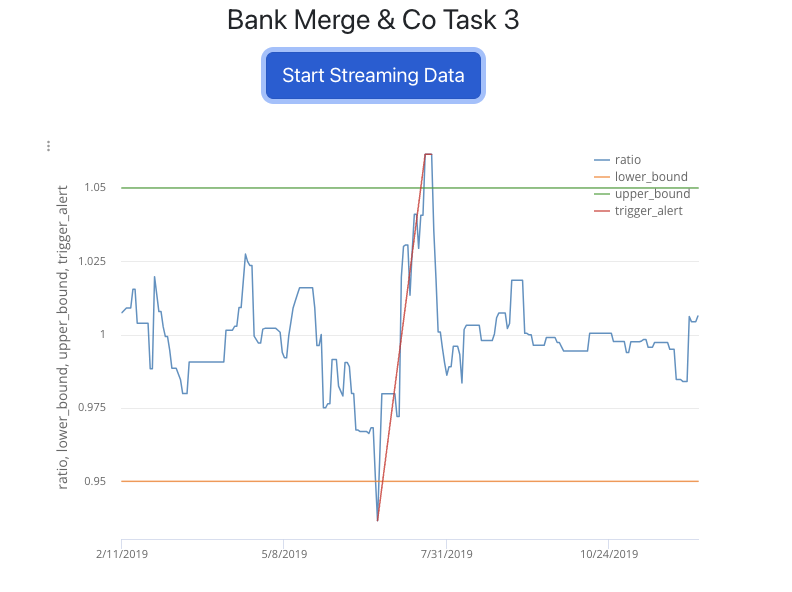 Bank Merge & Co Task 3
Start Streaming Data
ratio
lower_bound
upper_bound
trigger_alert
ratio, lower_bound, upper_bound, trigger_alert
1.05
1.025
1
0.975
0.95
2/11/2019 5/8/2019 7/31/2019 10/24/2019